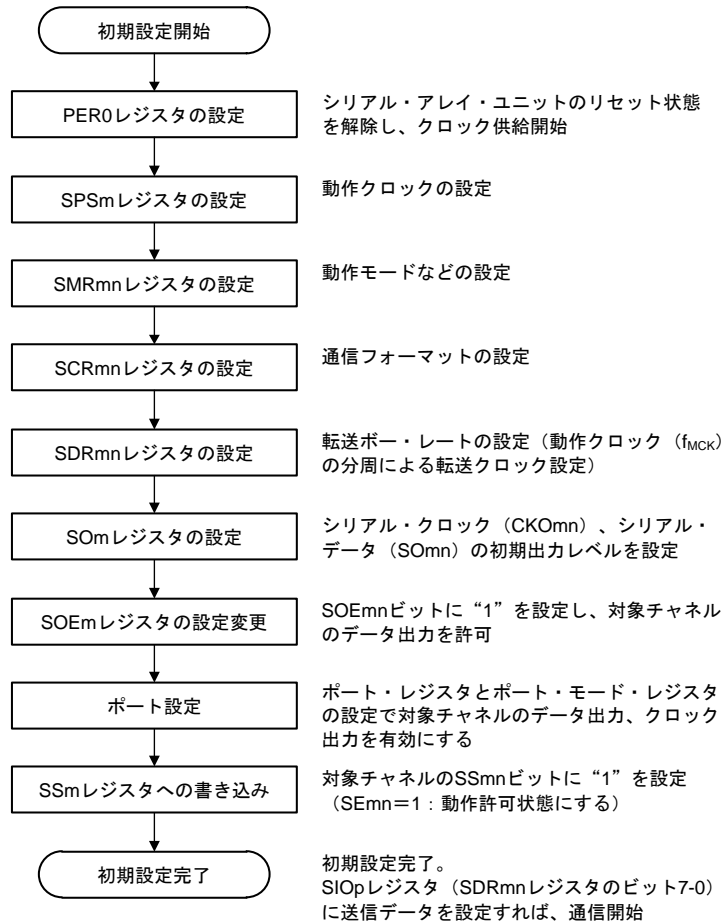 初期設定開始
PER0レジスタの設定
シリアル・アレイ・ユニットのリセット状態
を解除し、クロック供給開始
SPSmレジスタの設定
動作クロックの設定
SMRmnレジスタの設定
動作モードなどの設定
SCRmnレジスタの設定
通信フォーマットの設定
SDRmnレジスタの設定
転送ボー・レートの設定（動作クロック（fMCK）
の分周による転送クロック設定）
SOmレジスタの設定
シリアル・クロック（CKOmn）、シリアル・
データ（SOmn）の初期出力レベルを設定
SOEmレジスタの設定変更
SOEmnビットに“1”を設定し、対象チャネル
のデータ出力を許可
ポート設定
ポート・レジスタとポート・モード・レジスタ
の設定で対象チャネルのデータ出力、クロック
出力を有効にする
SSmレジスタへの書き込み
対象チャネルのSSmnビットに“1”を設定
（SEmn＝1：動作許可状態にする）
初期設定完了
初期設定完了。
SIOpレジスタ（SDRmnレジスタのビット7-0）
に送信データを設定すれば、通信開始